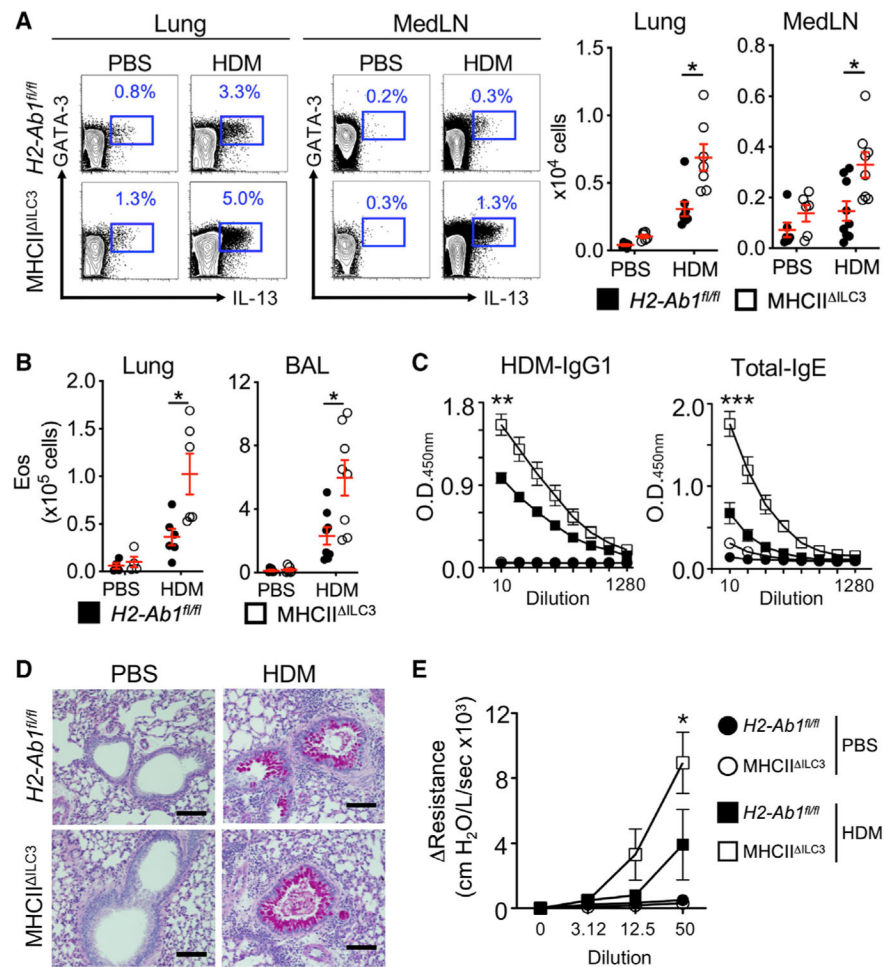 A
Lung
MedLN
PBS
HDM
PBS
HDM
H2-Ab1fl/fl
GATA-3
0.8%
3.3%
GATA-3
0.2%
0.3%
MHCIIΔILC3
1.3%
5.0%
0.3%
1.3%
IL-13
IL-13
Lung
MedLN
x10⁴ cells
1.5
1.0
0.5
0.0
PBS
HDM
*
0.8
0.6
0.4
0.2
0.0
PBS
HDM
*
H2-Ab1fl/fl
MHCIIΔILC3
B
Lung
BAL
Eos
(x10⁵ cells)
2.0
1.5
1.0
0.5
0.0
PBS
HDM
*
12
8
4
0
PBS
HDM
*
H2-Ab1fl/fl
MHCIIΔILC3
C
HDM-IgG1
Total-IgE
O.D.450nm
1.8
0.9
0.0
**
10
1280
Dilution
O.D.450nm
2.0
1.0
0.0
***
10
1280
Dilution
D
PBS
HDM
H2-Ab1fl/fl
MHCIIΔILC3
E
ΔResistance
(cm H₂O/L/sec x10³)
12
8
4
0
*
0
3.12
12.5
50
Dilution
H2-Ab1fl/fl
MHCIIΔILC3
PBS
H2-Ab1fl/fl
MHCIIΔILC3
HDM